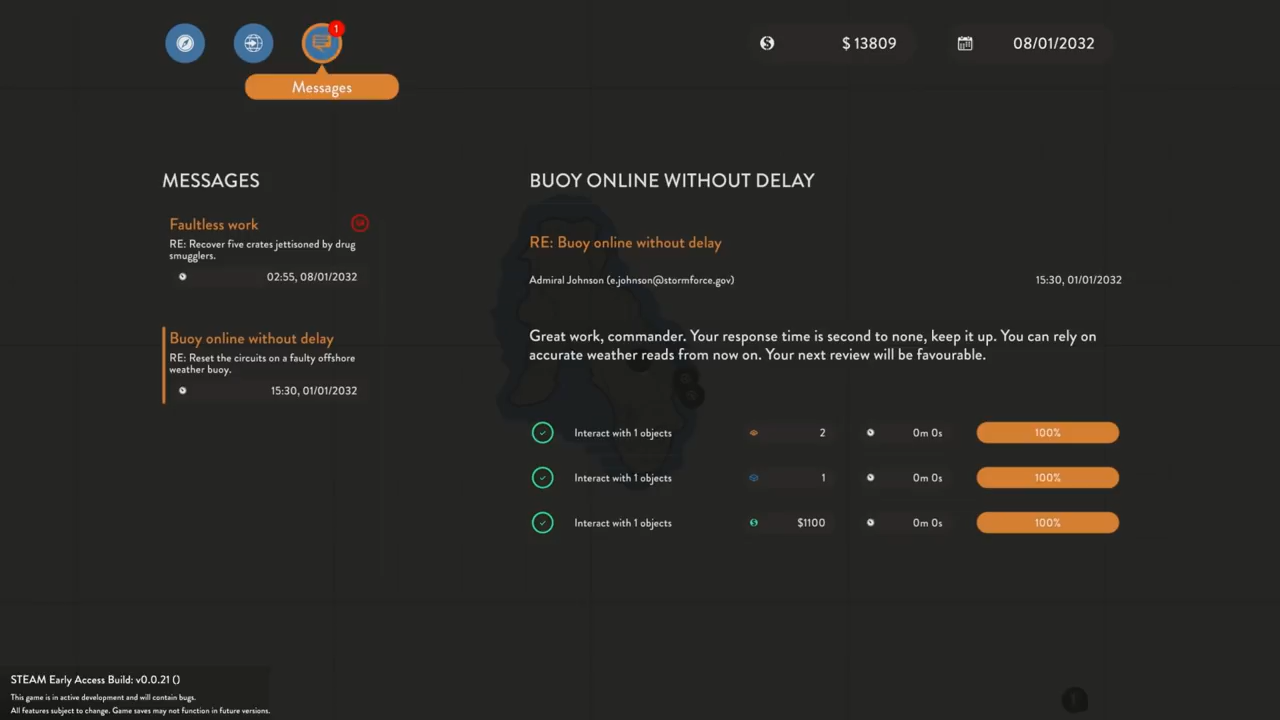 1
$ 13809
08/01/2032
Messages
MESSAGES
Faultless work
RE: Recover five crates jettisoned by drug
smugglers.
02:55, 08/01/2032
Buoy online without delay
RE: Reset the circuits on a faulty offshore
weather buoy.
15:30, 01/01/2032
BUOY ONLINE WITHOUT DELAY
RE: Buoy online without delay
Admiral Johnson (e.johnson@stormforce.gov)
15:30, 01/01/2032
Great work, commander. Your response time is second to none, keep it up. You can rely on
accurate weather reads from now on. Your next review will be favourable.
Interact with 1 objects 2 0m 0s 100%
Interact with 1 objects 1 0m 0s 100%
Interact with 1 objects $1100 0m 0s 100%
STEAM Early Access Build: v0.0.21 ()
This game is in active development and will contain bugs.
All features subject to change. Game saves may not function in future versions.